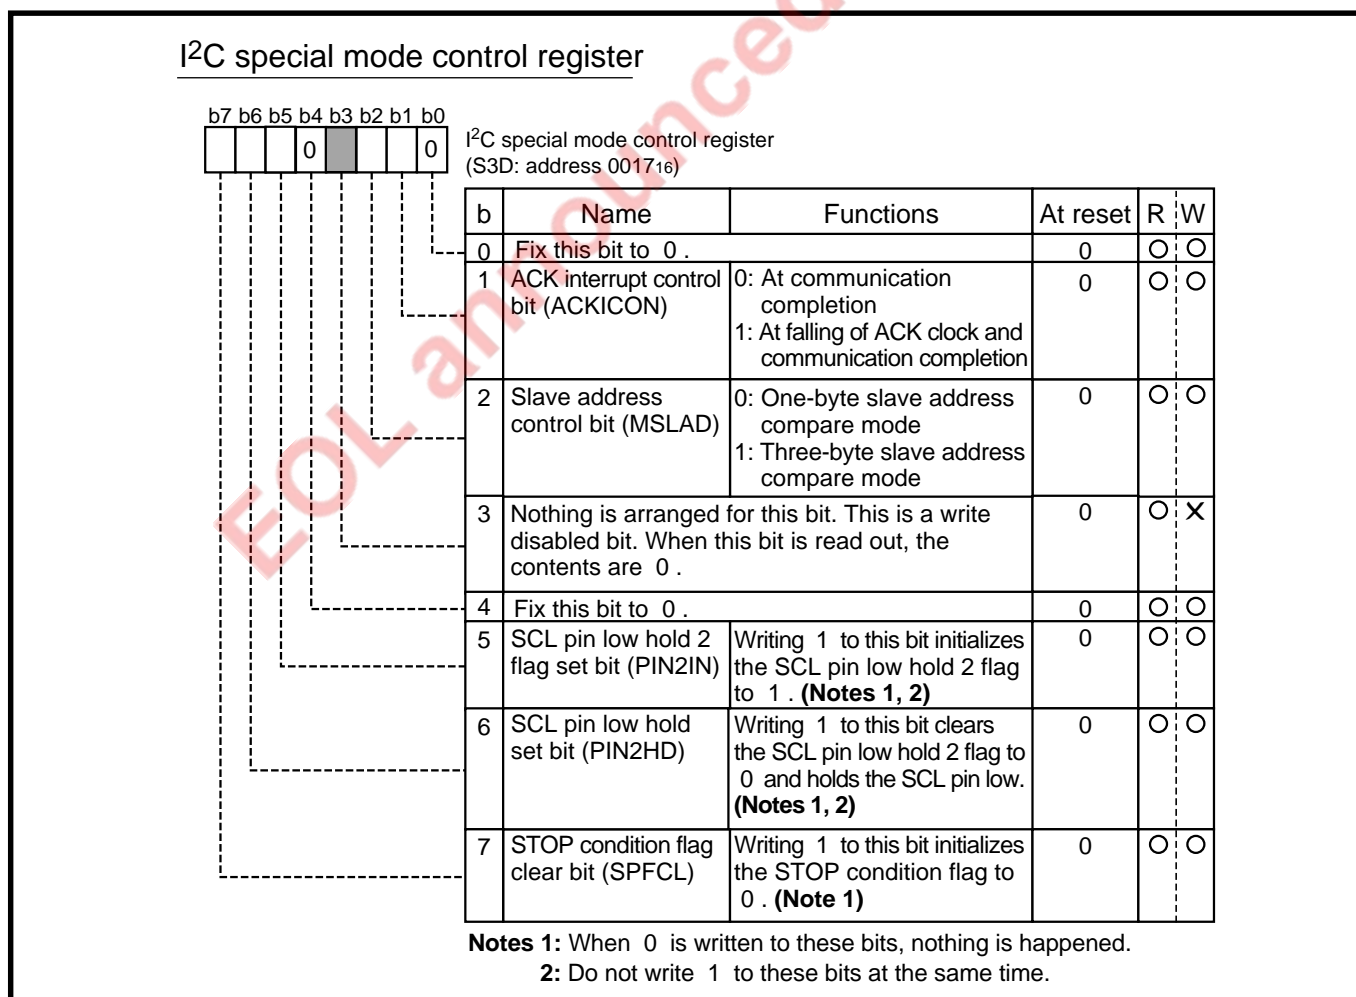 I2C special mode control register
b7 b6 b5 b4 b3 b2 b1 b0
0 0
I2C special mode control register
(S3D: address 001716)
b Name Functions At reset R W
0 Fix this bit to 0 . 0 O O
1 ACK interrupt control bit (ACKICON) 0: At communication completion 0 O O
1: At falling of ACK clock and communication completion
2 Slave address control bit (MSLAD) 0: One-byte slave address compare mode 0 O O
1: Three-byte slave address compare mode
3 Nothing is arranged for this bit. This is a write 0 O X
disabled bit. When this bit is read out, the
contents are 0 .
4 Fix this bit to 0 . 0 O O
5 SCL pin low hold 2 flag set bit (PIN2IN) Writing 1 to this bit initializes the SCL pin low hold 2 flag to 1 . (Notes 1, 2) 0 O O
6 SCL pin low hold set bit (PIN2HD) Writing 1 to this bit clears the SCL pin low hold 2 flag to 0 and holds the SCL pin low. (Notes 1, 2) 0 O O
7 STOP condition flag clear bit (SPFCL) Writing 1 to this bit initializes the STOP condition flag to 0 . (Note 1) 0 O O
Notes 1: When 0 is written to these bits, nothing is happened.
2: Do not write 1 to these bits at the same time.
EOL announced